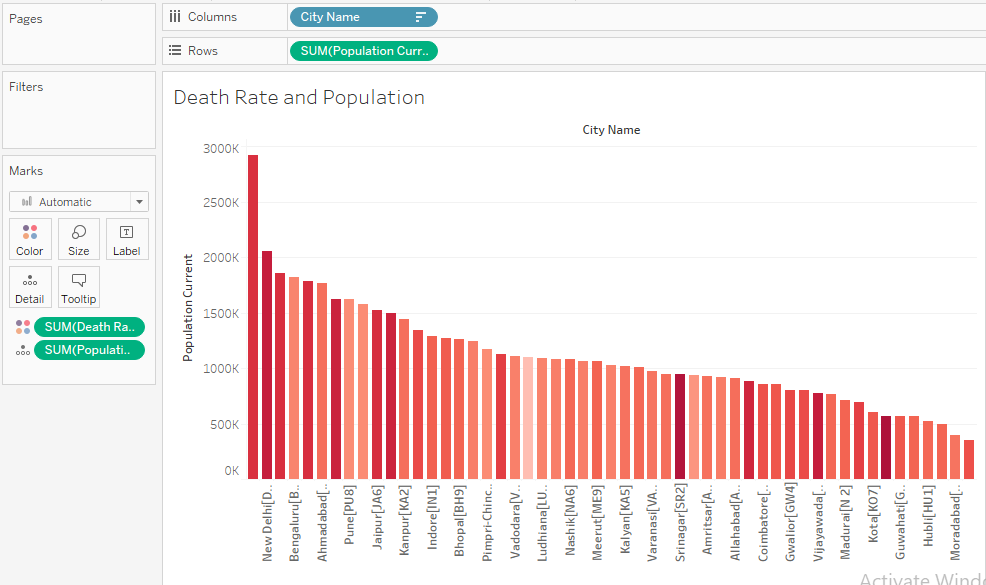 Pages
Columns
City Name
Rows
SUM(Population Curr..
Filters
Marks
Automatic
Color
Size
Label
Detail
Tooltip
SUM(Death Ra..
SUM(Populati..
Death Rate and Population
City Name
Population Current
3000K
2500K
2000K
1500K
1000K
500K
0K
New Delhi[D..
Bengaluru[B..
Ahmadabad[..
Pune[PU8]
Jaipur[JA6]
Kanpur[KA2]
Indore[IN1]
Bhopal[BH9]
Pimpri-Chinc..
Vadodara[V..
Ludhiana[LU..
Nashik[NA6]
Meerut[ME9]
Kalyan[KA5]
Varanasi[VA..
Srinagar[SR2]
Amritsar[A..
Allahabad[A..
Coimbatore[..
Gwalior[GW4]
Vijayawada[..
Madurai[N 2]
Kota[KO7]
Guwahati[G..
Hubli[HU1]
Moradabad[..
Activate Wind